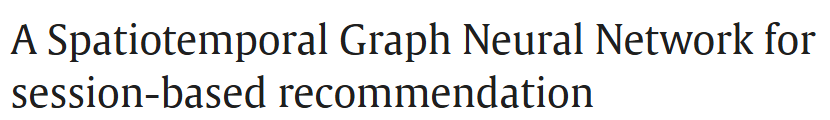 A Spatiotemporal Graph Neural Network for
session-based recommendation